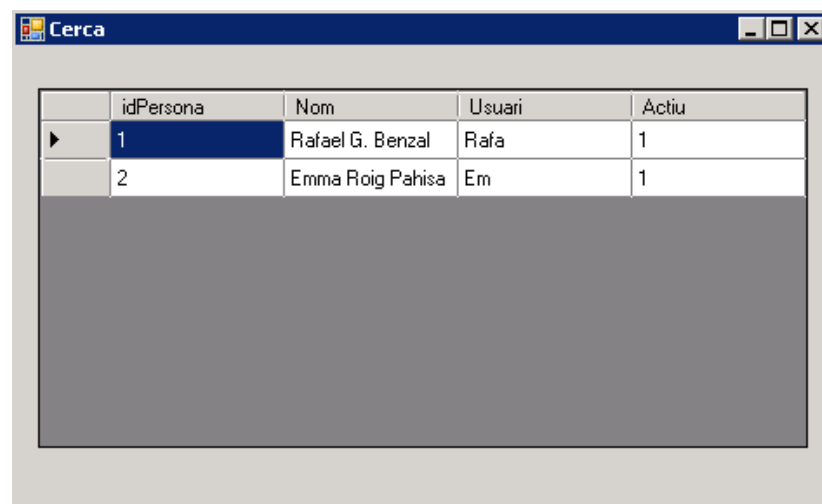 Cerca
idPersona Nom Usuari Actiu
1 Rafael G. Benzal Rafa 1
2 Emma Roig Pahisa Em 1